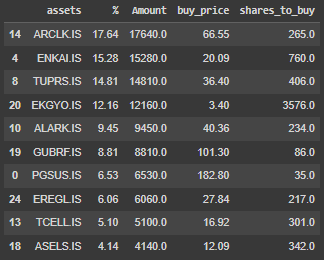 assets % Amount buy_price shares_to_buy
14 ARCLK.IS 17.64 17640.0 66.55 265.0
4 ENKAI.IS 15.28 15280.0 20.09 760.0
8 TUPRS.IS 14.81 14810.0 36.40 406.0
20 EKGYO.IS 12.16 12160.0 3.40 3576.0
10 ALARK.IS 9.45 9450.0 40.36 234.0
19 GUBRF.IS 8.81 8810.0 101.30 86.0
0 PGSUS.IS 6.53 6530.0 182.80 35.0
24 EREGL.IS 6.06 6060.0 27.84 217.0
13 TCELL.IS 5.10 5100.0 16.92 301.0
18 ASELS.IS 4.14 4140.0 12.09 342.0